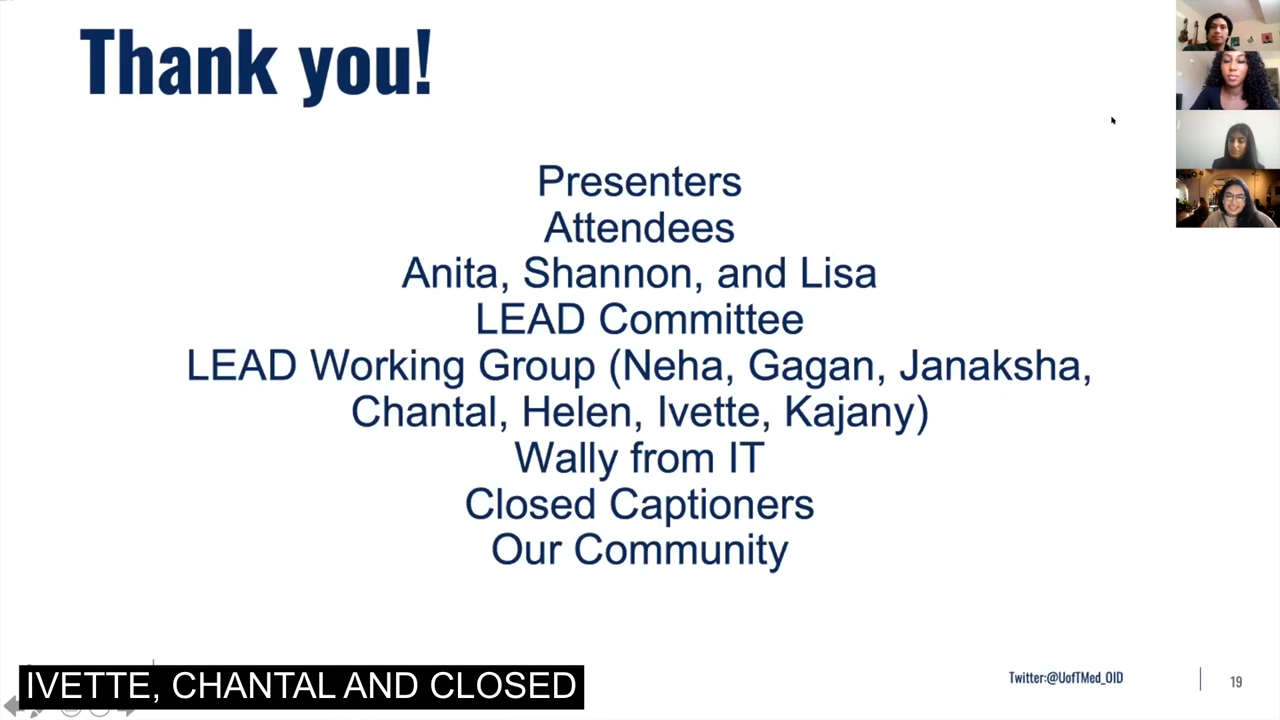 Thank you!
Presenters
Attendees
Anita, Shannon, and Lisa
LEAD Committee
LEAD Working Group (Neha, Gagan, Janaksha,
Chantal, Helen, Ivette, Kajany)
Wally from IT
Closed Captioners
Our Community
IVETTE, CHANTAL AND CLOSED
Twitter:@UofTMed_OID
19